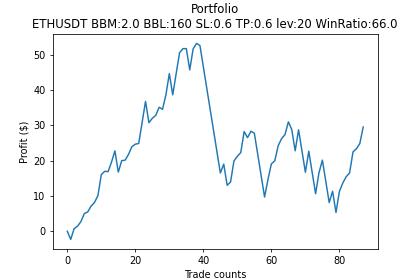 Portfolio
ETHUSDT BBM:2.0 BBL:160 SL:0.6 TP:0.6 lev:20 WinRatio:66.0
50
40
30
20
10
0
Profit ($)
0 20 40 60 80
Trade counts